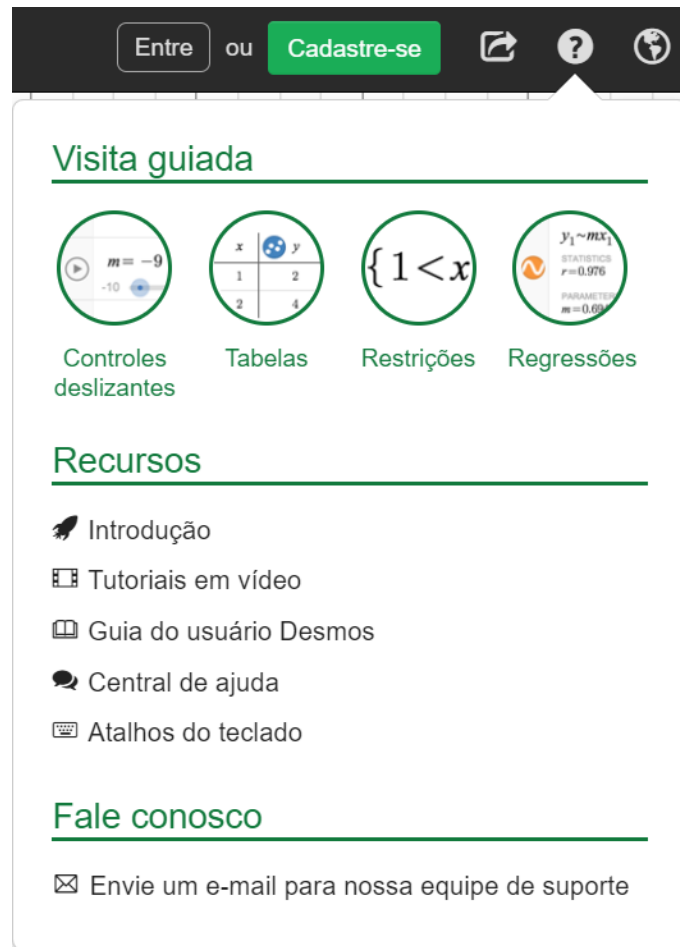 Entre ou Cadastre-se ?
Visita guiada
m = −9
-10
x y
1 2
2 4
{1<x
y₁~mx₁
STATISTICS
r=0.976
PARAMETER
m=0.69
Controles deslizantes
Tabelas
Restrições
Regressões
Recursos
Introdução
Tutoriais em vídeo
Guia do usuário Desmos
Central de ajuda
Atalhos do teclado
Fale conosco
Envie um e-mail para nossa equipe de suporte